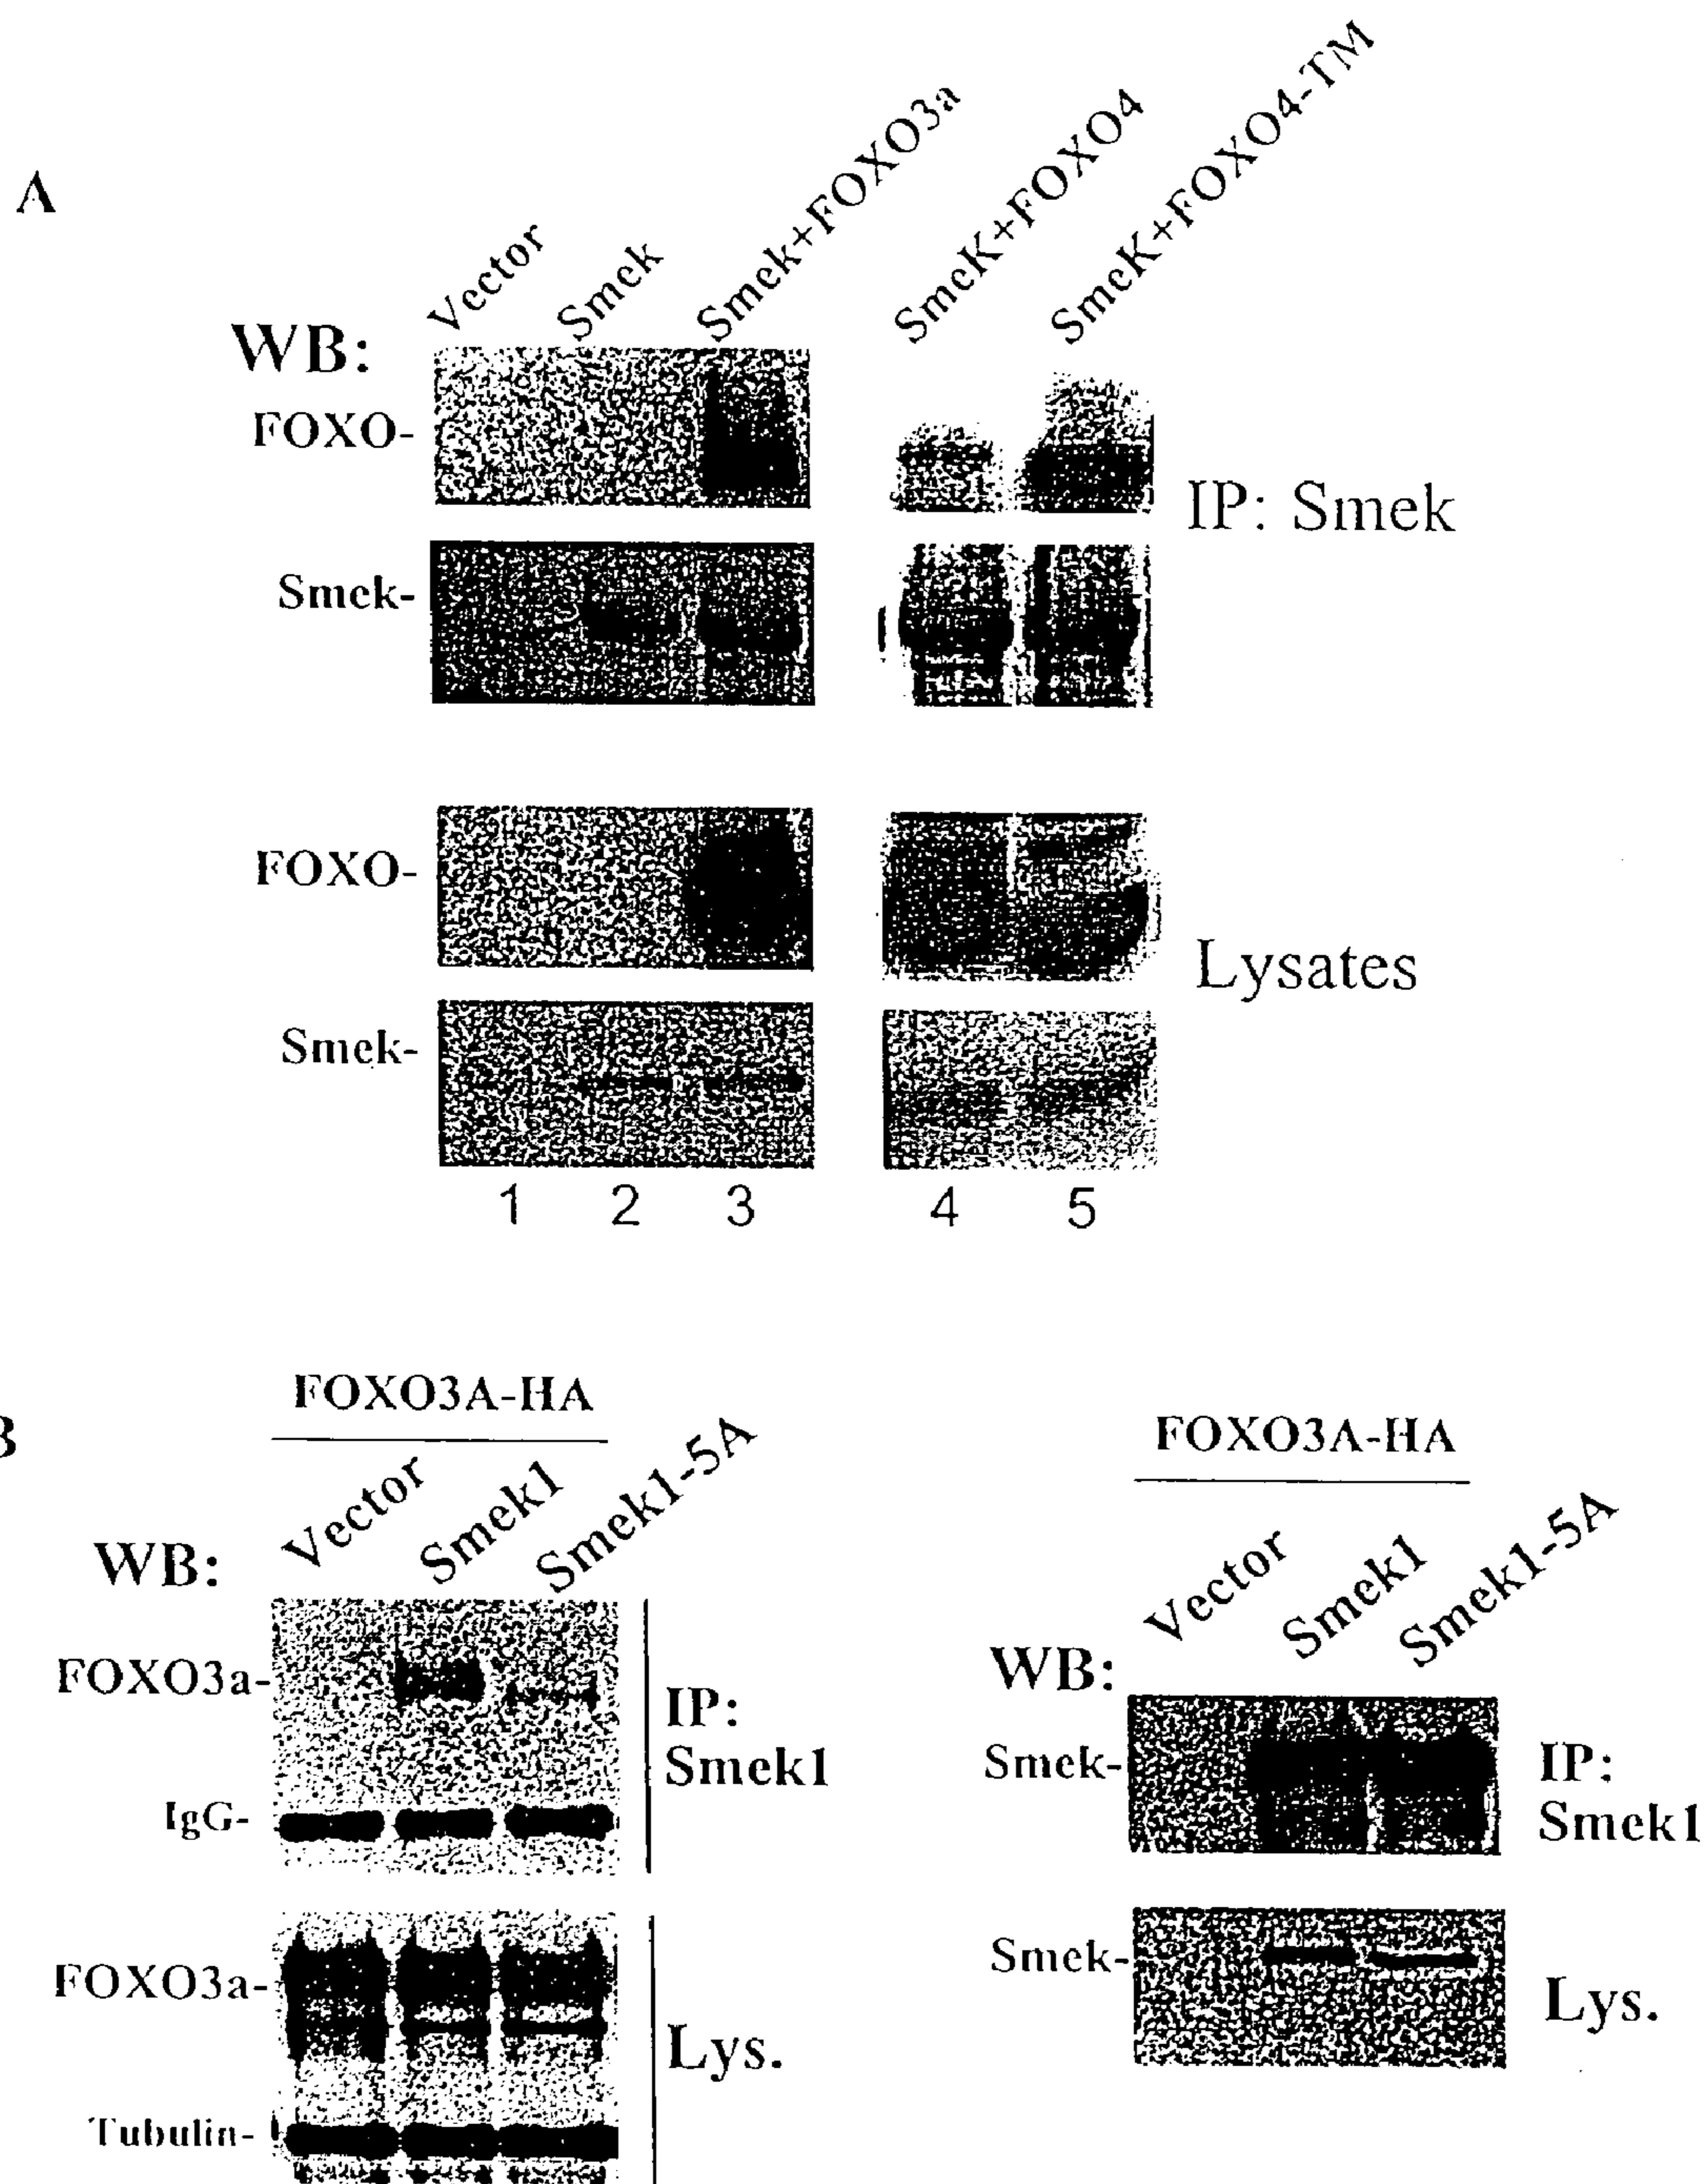 A
Vector
Smek
Smek+FOXO3a
SmeK+FOXO4
SmeK+FOXO4-TM
WB:
FOXO-
IP: Smek
Smek-
FOXO-
Lysates
Smek-
1 2 3 4 5
B
FOXO3A-HA
Vector
Smek1
Smek1-5A
WB:
FOXO3a-
IP:
Smek1
IgG-
FOXO3a-
Lys.
Tubulin-
FOXO3A-HA
Vector
Smek1
Smek1-5A
WB:
Smek-
IP:
Smek1
Smek-
Lys.